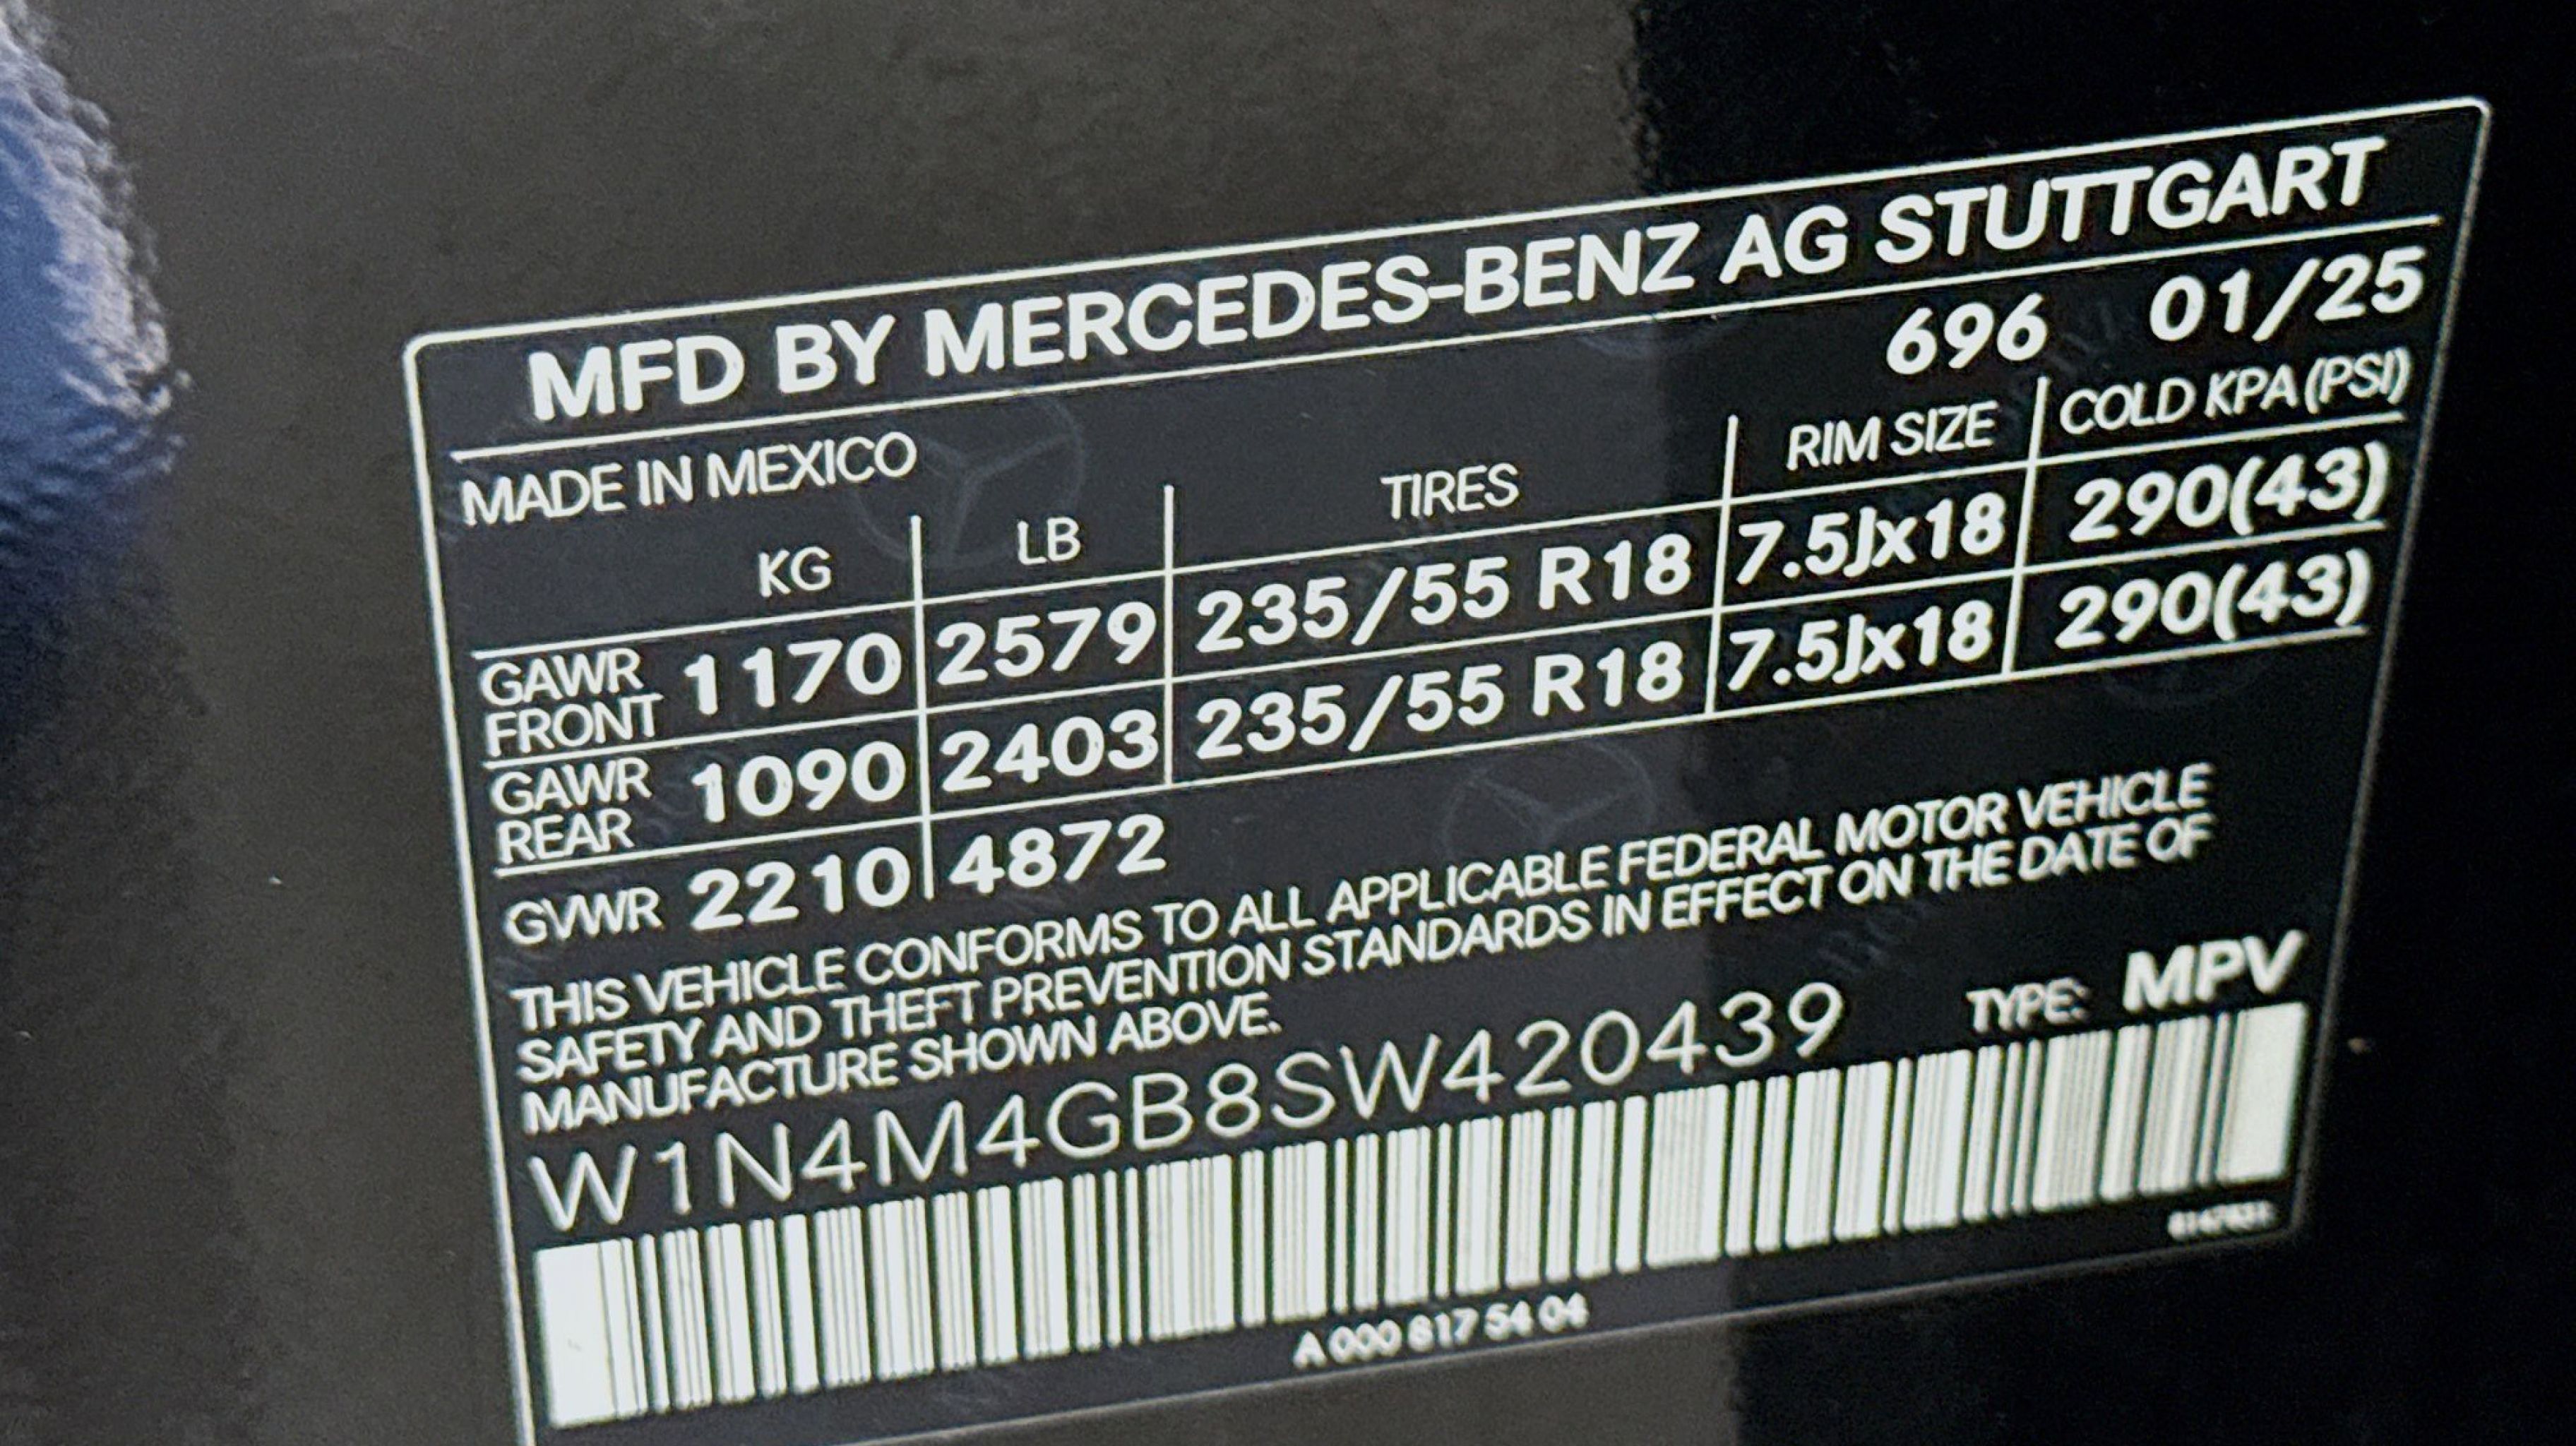 MFD BY MERCEDES-BENZ AG STUTTGART
696 01/25
MADE IN MEXICO
KG LB TIRES RIM SIZE COLD KPA (PSI)
GAWR FRONT 1170 2579 235/55 R18 7.5Jx18 290(43)
GAWR REAR 1090 2403 235/55 R18 7.5Jx18 290(43)
GVWR 2210 4872
THIS VEHICLE CONFORMS TO ALL APPLICABLE FEDERAL MOTOR VEHICLE
SAFETY AND THEFT PREVENTION STANDARDS IN EFFECT ON THE DATE OF
MANUFACTURE SHOWN ABOVE.
W1N4M4GB8SW420439 TYPE: MPV
A 000 817 54 04